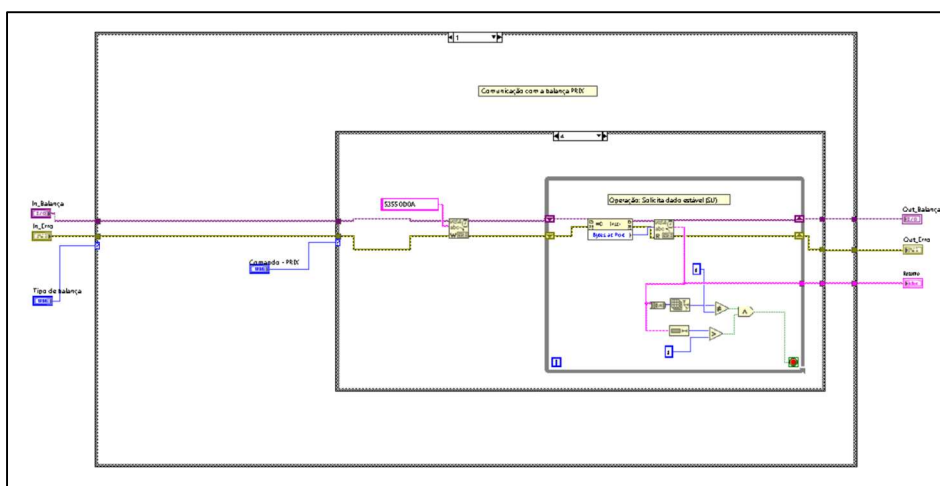 1
Comunicação com a balança PRIX
4
In_Balança
In_Erro
Tipo de balança
Comando - PRIX
53550D0A
Operação: Solicita dado estável (SU)
Instr
Bytes at Port
i
Out_Balança
Out_Erro